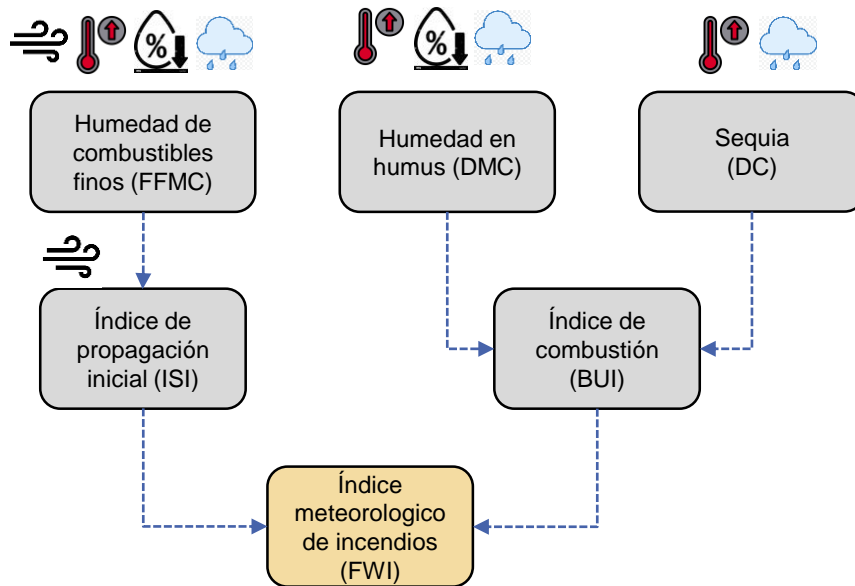 %
%
Humedad de
combustibles
finos (FFMC)
Humedad en
humus (DMC)
Sequia
(DC)
Índice de
propagación
inicial (ISI)
Índice de
combustión
(BUI)
Índice
meteorologico
de incendios
(FWI)